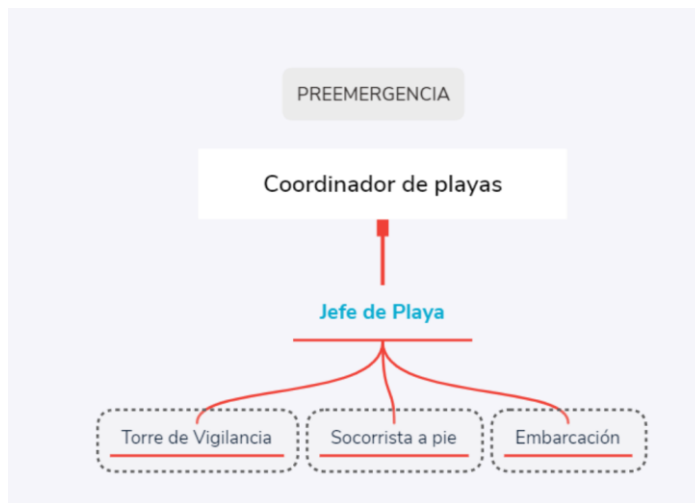 PREEMERGENCIA
Coordinador de playas
Jefe de Playa
Torre de Vigilancia
Socorrista a pie
Embarcación